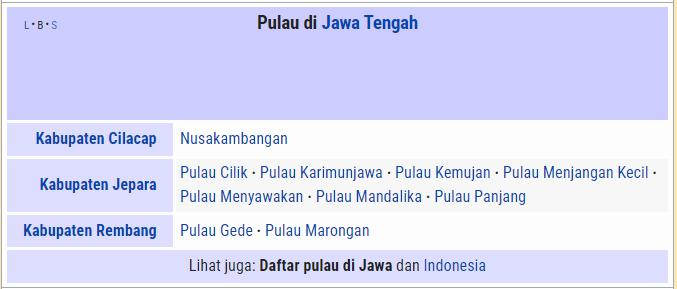 L • B • S
Pulau di Jawa Tengah
Kabupaten Cilacap
Nusakambangan
Kabupaten Jepara
Pulau Cilik · Pulau Karimunjawa · Pulau Kemujan · Pulau Menjangan Kecil ·
Pulau Menyawakan · Pulau Mandalika · Pulau Panjang
Kabupaten Rembang
Pulau Gede · Pulau Marongan
Lihat juga: Daftar pulau di Jawa dan Indonesia